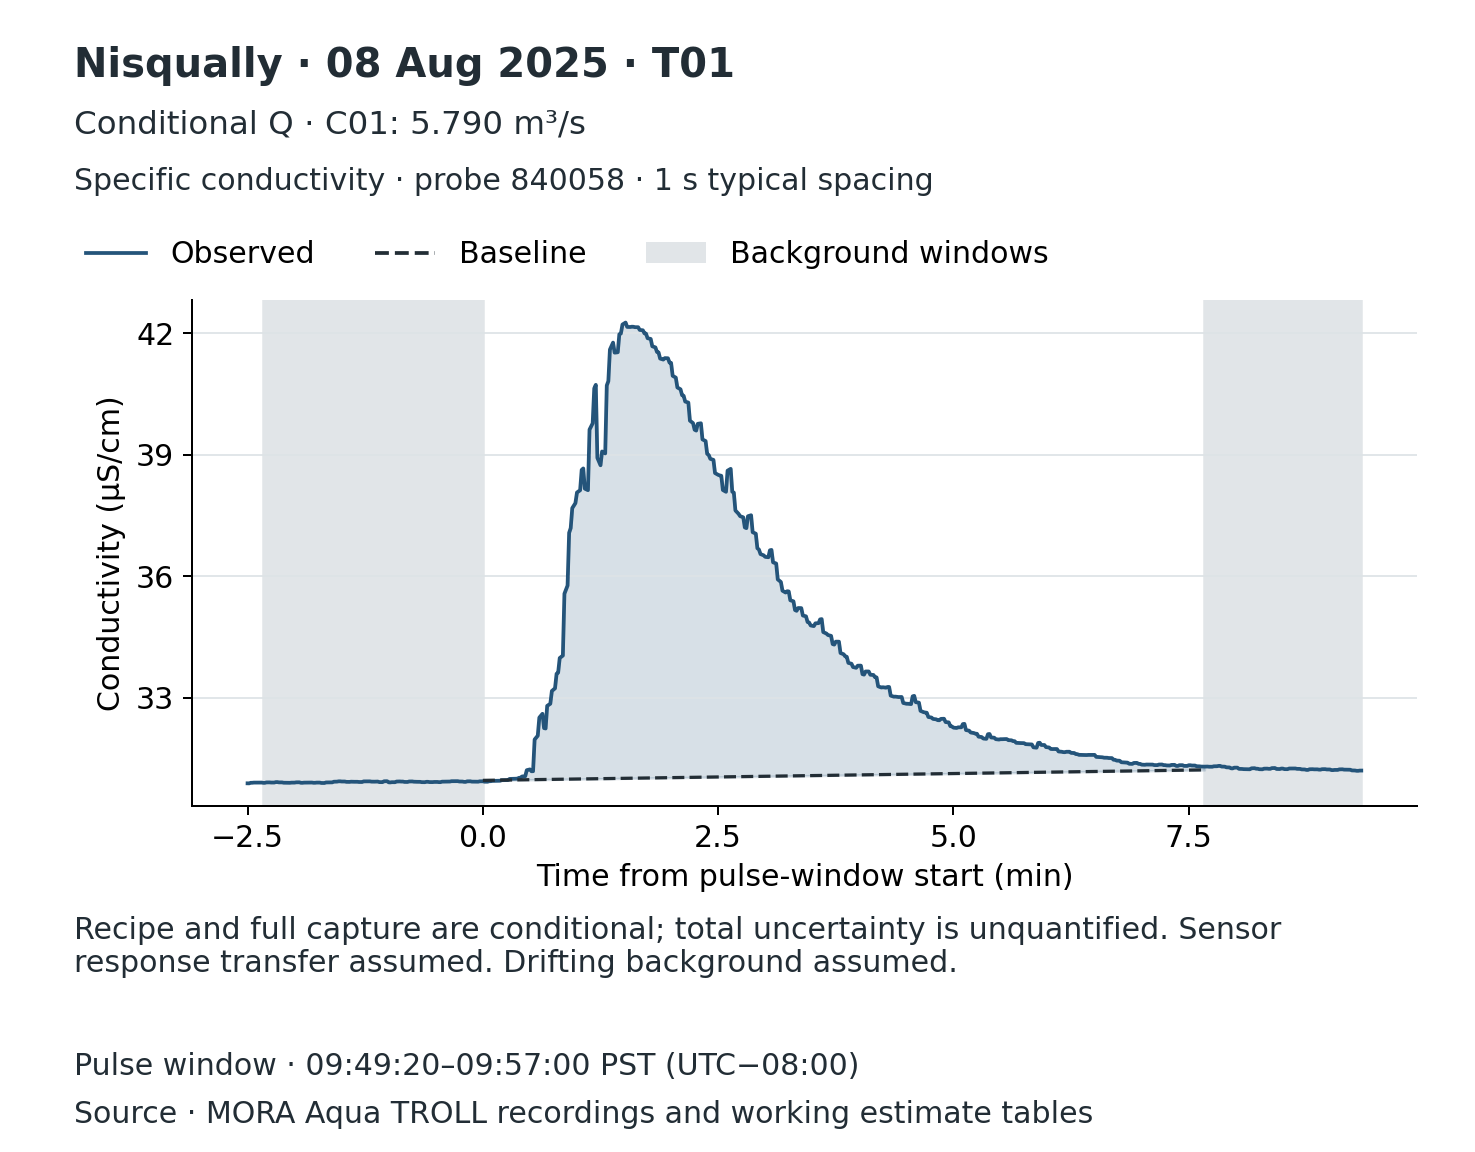 Nisqually · 08 Aug 2025 · T01
Conditional Q · C01: 5.790 m³/s
Specific conductivity · probe 840058 · 1 s typical spacing
Observed
Baseline
Background windows
Conductivity (µS/cm)
42
39
36
33
−2.5
0.0
2.5
5.0
7.5
Time from pulse-window start (min)
Recipe and full capture are conditional; total uncertainty is unquantified. Sensor
response transfer assumed. Drifting background assumed.
Pulse window · 09:49:20–09:57:00 PST (UTC−08:00)
Source · MORA Aqua TROLL recordings and working estimate tables